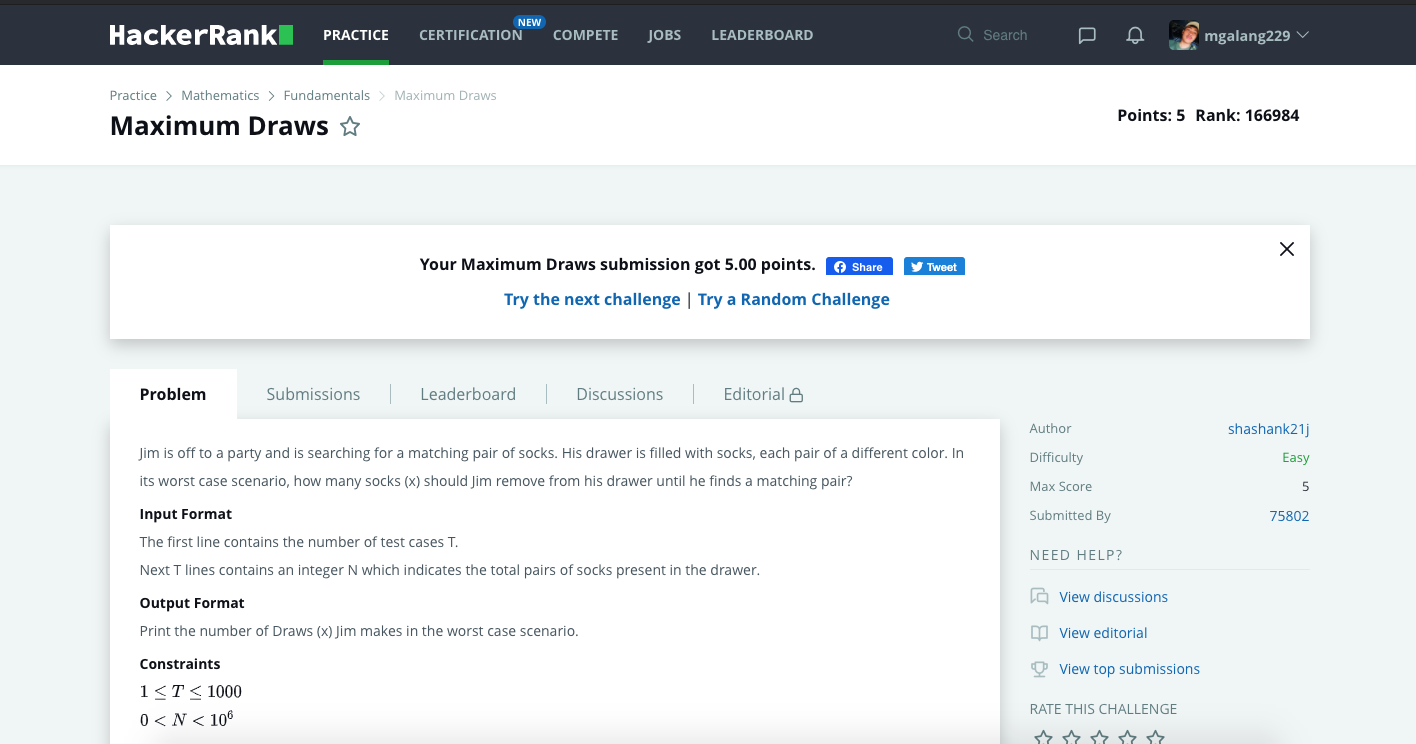 HackerRank
PRACTICE CERTIFICATION NEW COMPETE JOBS LEADERBOARD Search mgalang229
Practice Mathematics Fundamentals Maximum Draws
Maximum Draws
Points: 5 Rank: 166984
Your Maximum Draws submission got 5.00 points. Share Tweet
Try the next challenge | Try a Random Challenge
Problem Submissions Leaderboard Discussions Editorial
Jim is off to a party and is searching for a matching pair of socks. His drawer is filled with socks, each pair of a different color. In
its worst case scenario, how many socks (x) should Jim remove from his drawer until he finds a matching pair?
Input Format
The first line contains the number of test cases T.
Next T lines contains an integer N which indicates the total pairs of socks present in the drawer.
Output Format
Print the number of Draws (x) Jim makes in the worst case scenario.
Constraints
1 ≤ T ≤ 1000
0 < N < 10⁶
Author shashank21j
Difficulty Easy
Max Score 5
Submitted By 75802
NEED HELP?
View discussions
View editorial
View top submissions
RATE THIS CHALLENGE